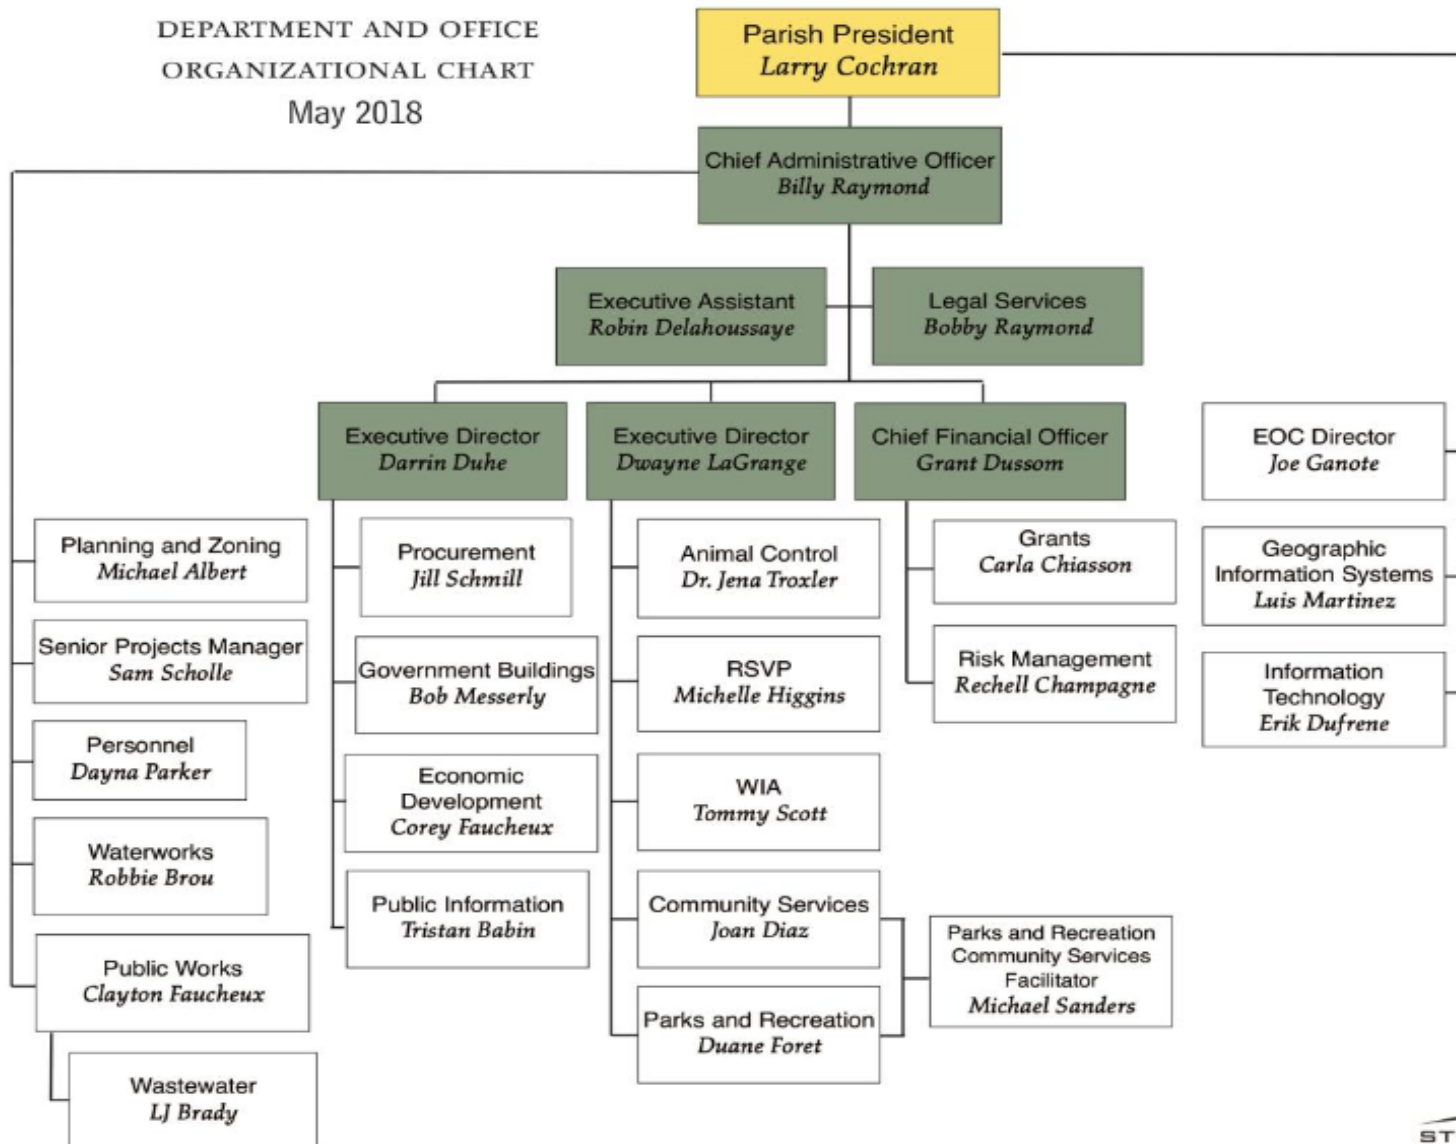 DEPARTMENT AND OFFICE
ORGANIZATIONAL CHART
May 2018
Parish President
Larry Cochran
Chief Administrative Officer
Billy Raymond
Executive Assistant
Robin Delahoussaye
Legal Services
Bobby Raymond
Executive Director
Darrin Duhe
Executive Director
Dwayne LaGrange
Chief Financial Officer
Grant Dussom
EOC Director
Joe Ganote
Planning and Zoning
Michael Albert
Senior Projects Manager
Sam Scholle
Personnel
Dayna Parker
Waterworks
Robbie Brou
Public Works
Clayton Faucheux
Wastewater
LJ Brady
Procurement
Jill Schmill
Government Buildings
Bob Messerly
Economic
Development
Corey Faucheux
Public Information
Tristan Babin
Animal Control
Dr. Jena Troxler
RSVP
Michelle Higgins
WIA
Tommy Scott
Community Services
Joan Diaz
Parks and Recreation
Duane Foret
Parks and Recreation
Community Services
Facilitator
Michael Sanders
Grants
Carla Chiasson
Risk Management
Rechell Champagne
Geographic
Information Systems
Luis Martinez
Information
Technology
Erik Dufrene
ST